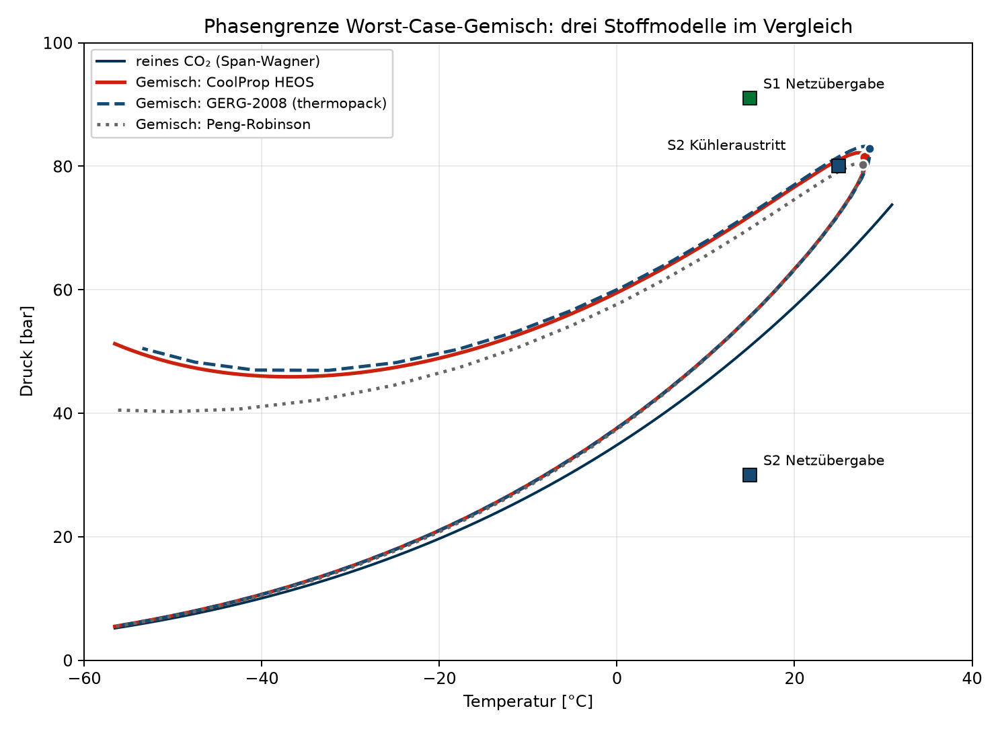 Phasengrenze Worst-Case-Gemisch: drei Stoffmodelle im Vergleich
100
80
60
40
20
0
Druck [bar]
reines CO₂ (Span-Wagner)
Gemisch: CoolProp HEOS
Gemisch: GERG-2008 (thermopack)
Gemisch: Peng-Robinson
S1 Netzübergabe
S2 Kühleraustritt
S2 Netzübergabe
−60 −40 −20 0 20 40
Temperatur [°C]